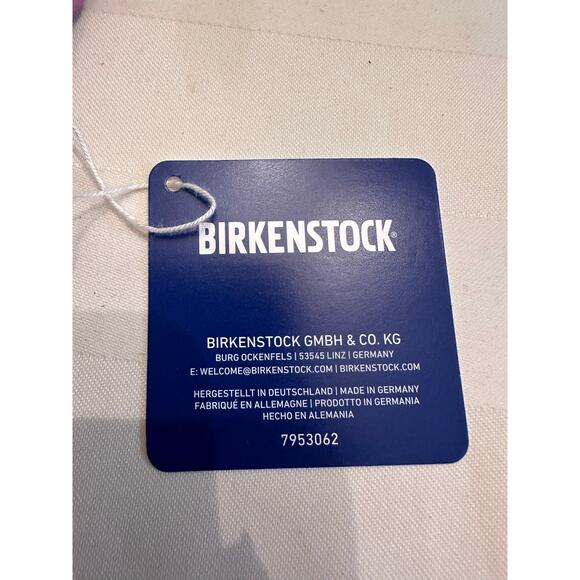 BIRKENSTOCK®
BIRKENSTOCK GMBH & CO. KG
BURG OCKENFELS | 53545 LINZ | GERMANY
E: WELCOME@BIRKENSTOCK.COM | BIRKENSTOCK.COM
HERGESTELLT IN DEUTSCHLAND | MADE IN GERMANY
FABRIQUÉ EN ALLEMAGNE | PRODOTTO IN GERMANIA
HECHO EN ALEMANIA
7953062